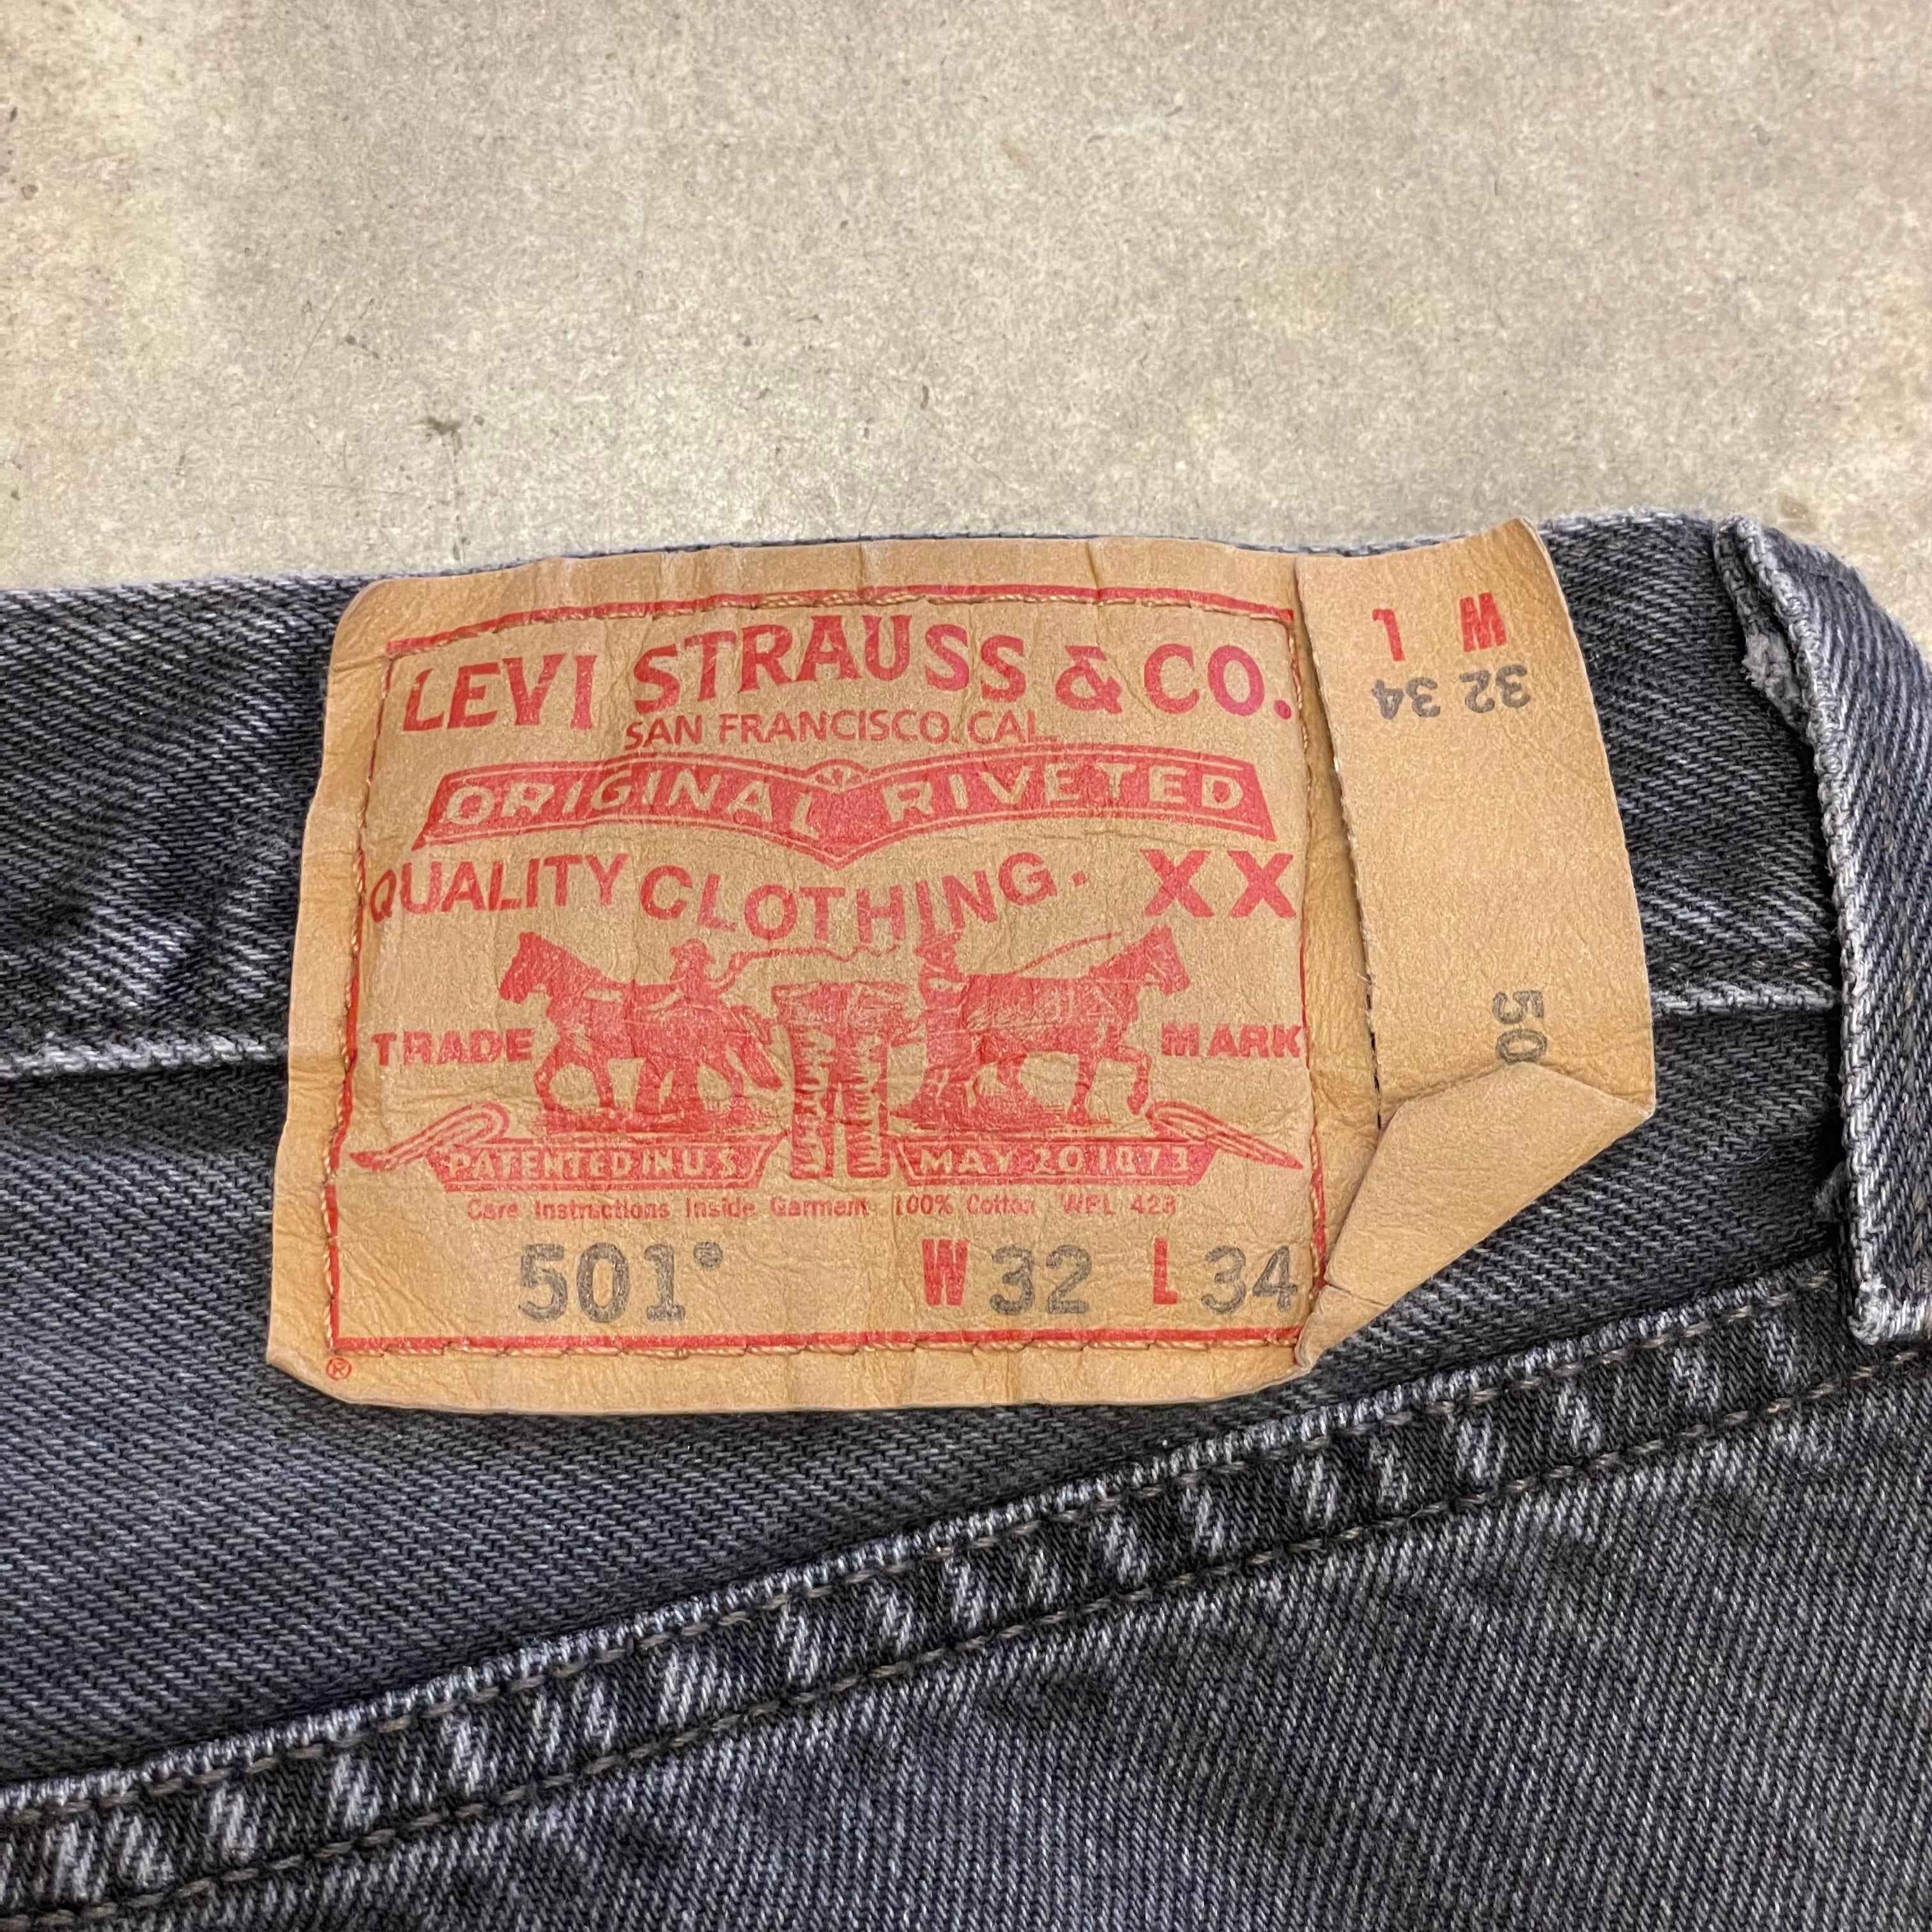 LEVI STRAUSS & CO.
SAN FRANCISCO, CAL.
ORIGINAL RIVETED
QUALITY CLOTHING. XX
TRADE MARK
PATENTED IN U.S. MAY 20 1873
Care Instructions Inside Garment 100% Cotton WPL 423
501® W 32 L 34
®
W L
32 34
50